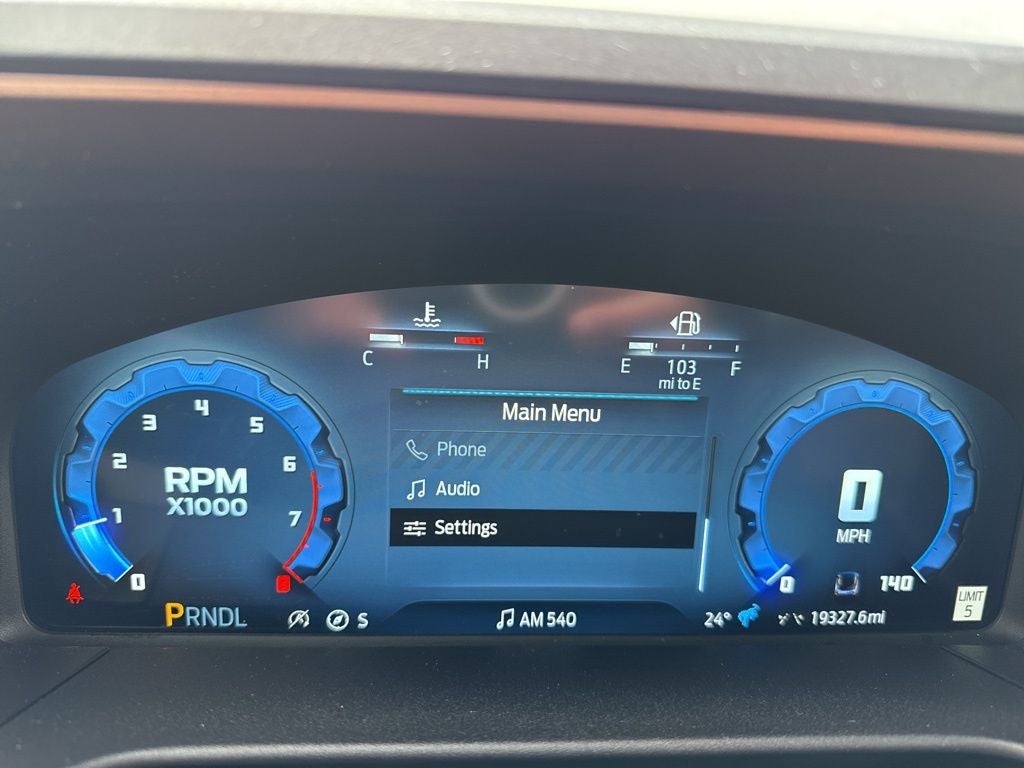 C
H
E
103
F
mi to E
Main Menu
Phone
Audio
Settings
RPM
X1000
0
1
2
3
4
5
6
7
8
0
MPH
0
140
PRNDL
S
AM 540
24°
19327.6mi
LIMIT
5